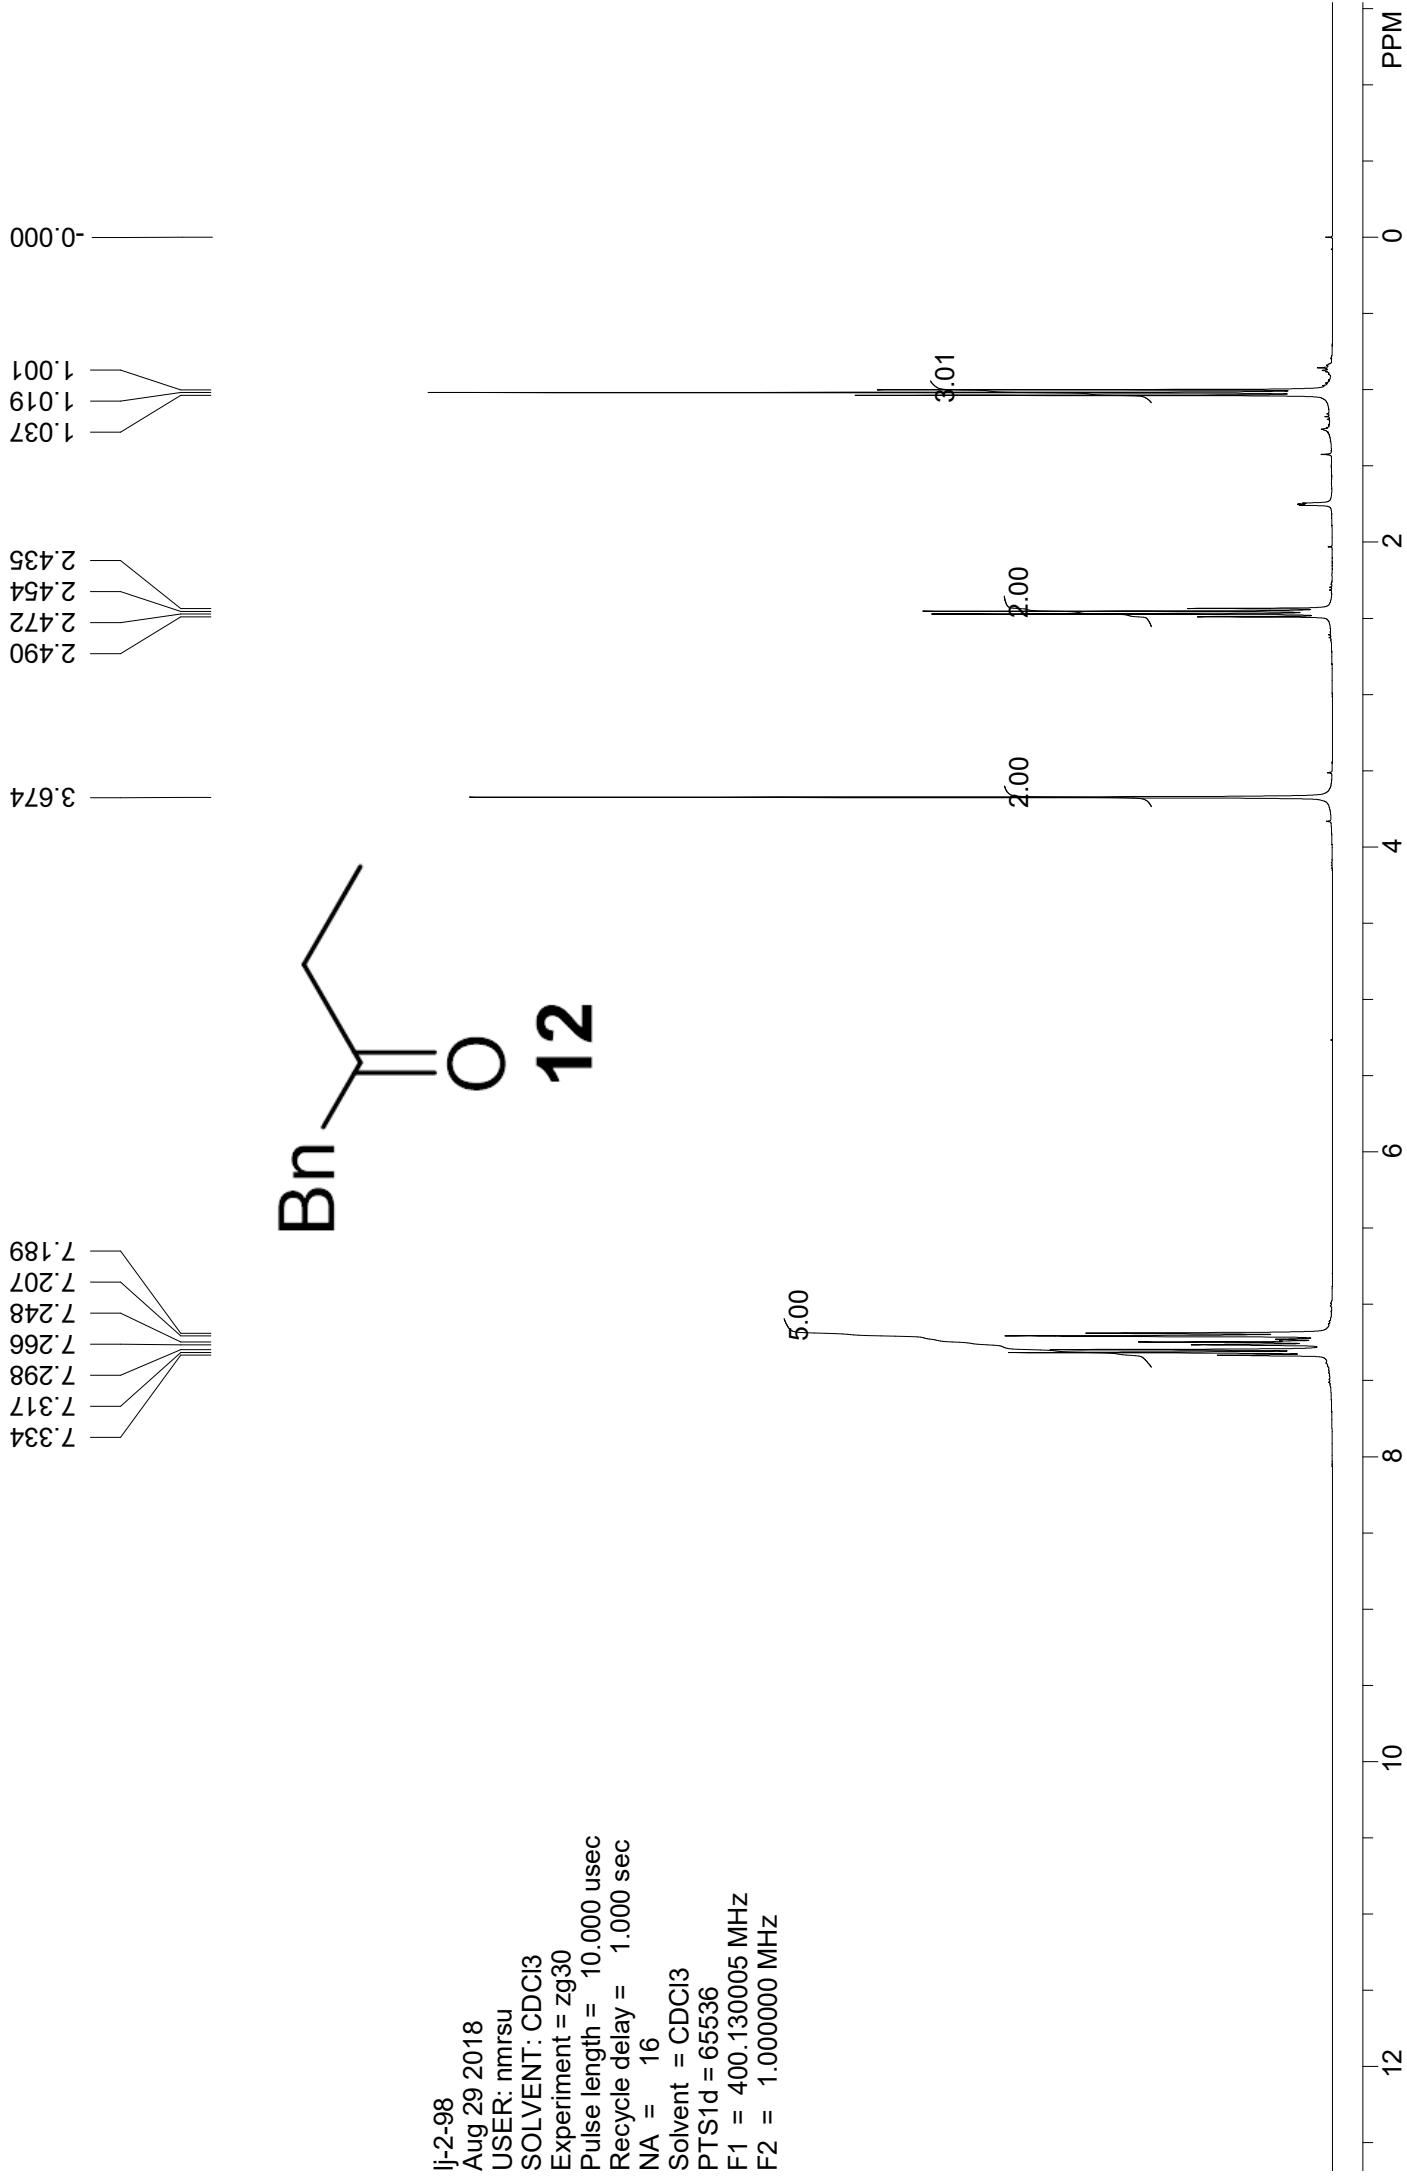 7.334
7.317
7.298
7.266
7.248
7.207
7.189
3.674
2.490
2.472
2.454
2.435
1.037
1.019
1.001
-0.000
Bn
O
12
lj-2-98
Aug 29 2018
USER: nmrsu
SOLVENT: CDCl3
Experiment = zg30
Pulse length = 10.000 usec
Recycle delay = 1.000 sec
NA = 16
Solvent = CDCl3
PTS1d = 65536
F1 = 400.130005 MHz
F2 = 1.000000 MHz
5.00
2.00
2.00
3.01
12 10 8 6 4 2 0 PPM